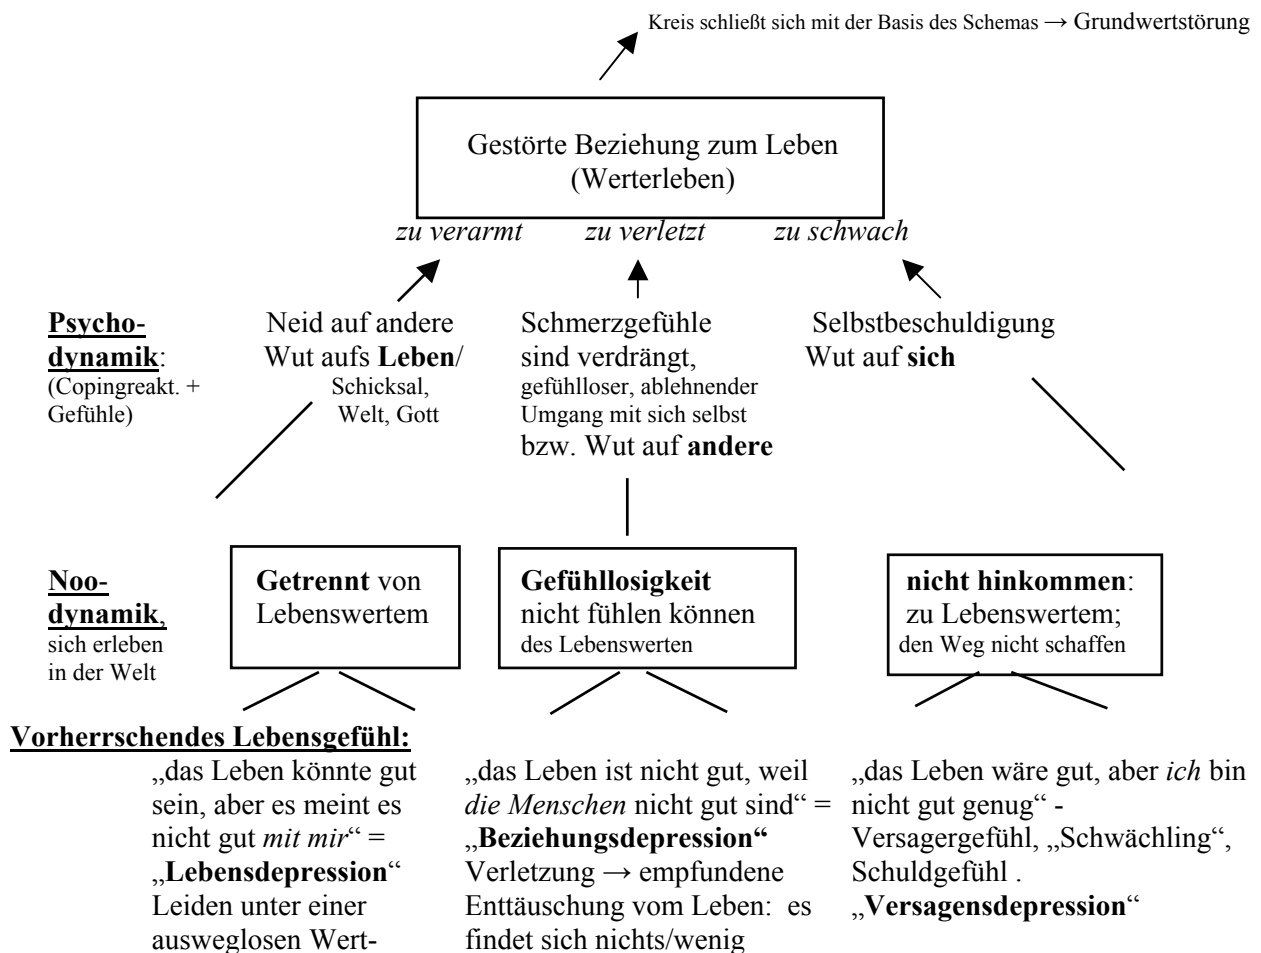 Kreis schließt sich mit der Basis des Schemas → Grundwertstörung
Gestörte Beziehung zum Leben
(Werterleben)
zu verarmt zu verletzt zu schwach
Psycho-
dynamik:
(Copingreakt. +
Gefühle)
Neid auf andere
Wut aufs Leben/
Schicksal,
Welt, Gott
Schmerzgefühle
sind verdrängt,
gefühlloser, ablehnender
Umgang mit sich selbst
bzw. Wut auf andere
Selbstbeschuldigung
Wut auf sich
Noo-
dynamik,
sich erleben
in der Welt
Getrennt von
Lebenswertem
Gefühllosigkeit
nicht fühlen können
des Lebenswerten
nicht hinkommen:
zu Lebenswertem;
den Weg nicht schaffen
Vorherrschendes Lebensgefühl:
„das Leben könnte gut
sein, aber es meint es
nicht gut mit mir“ =
„Lebensdepression“
Leiden unter einer
ausweglosen Wert-
„das Leben ist nicht gut, weil
die Menschen nicht gut sind“ =
„Beziehungsdepression“
Verletzung → empfundene
Enttäuschung vom Leben: es
findet sich nichts/wenig
„das Leben wäre gut, aber ich bin
nicht gut genug“ -
Versagergefühl, „Schwächling“,
Schuldgefühl .
„Versagensdepression“